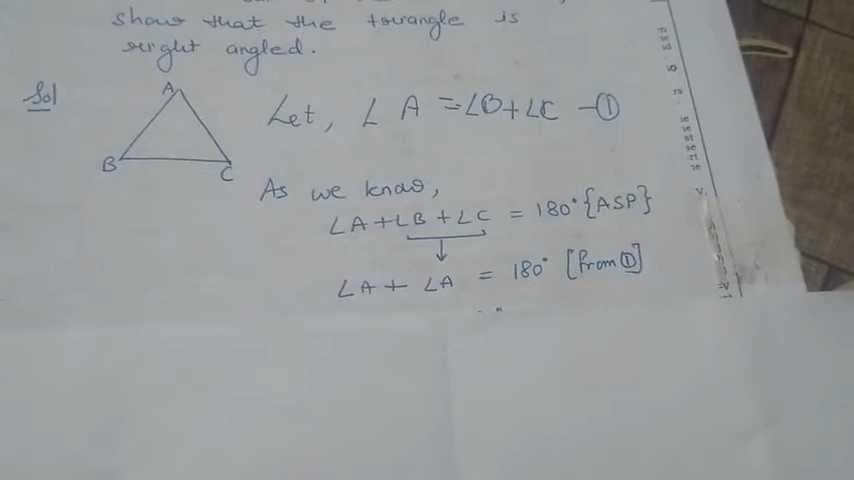 show that the triangle is
right angled.
Sol
A
B
C
Let, ∠A = ∠B+∠C —①
As we know,
∠A+∠B+∠C = 180° {ASP}
∠A+ ∠A = 180° [from ①]